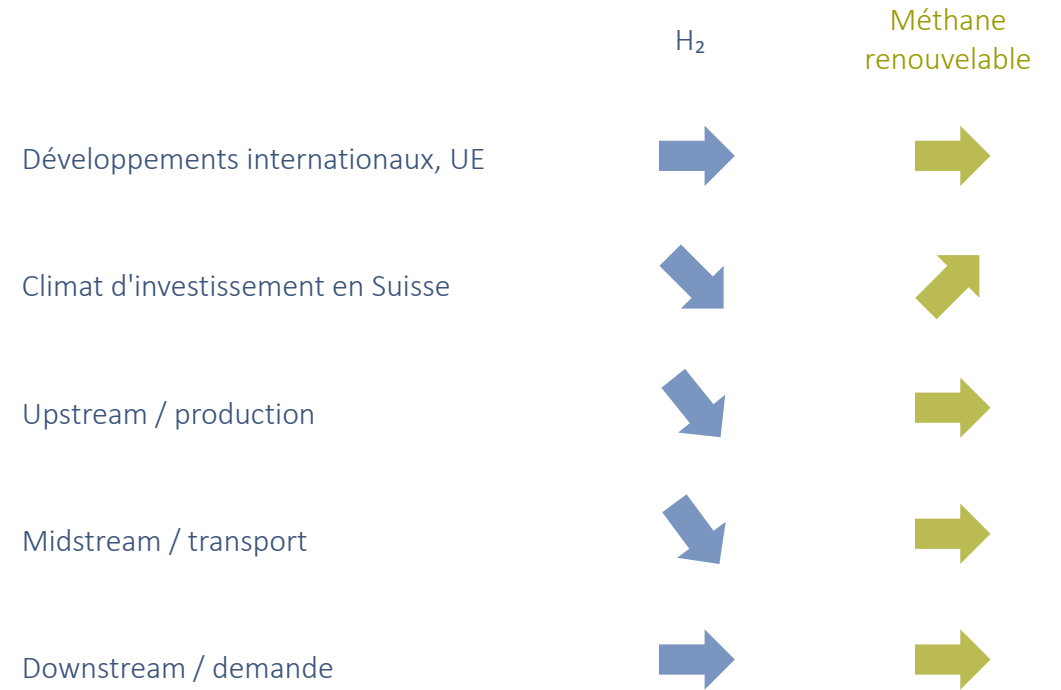 H₂
Méthane
renouvelable
Développements internationaux, UE
Climat d'investissement en Suisse
Upstream / production
Midstream / transport
Downstream / demande